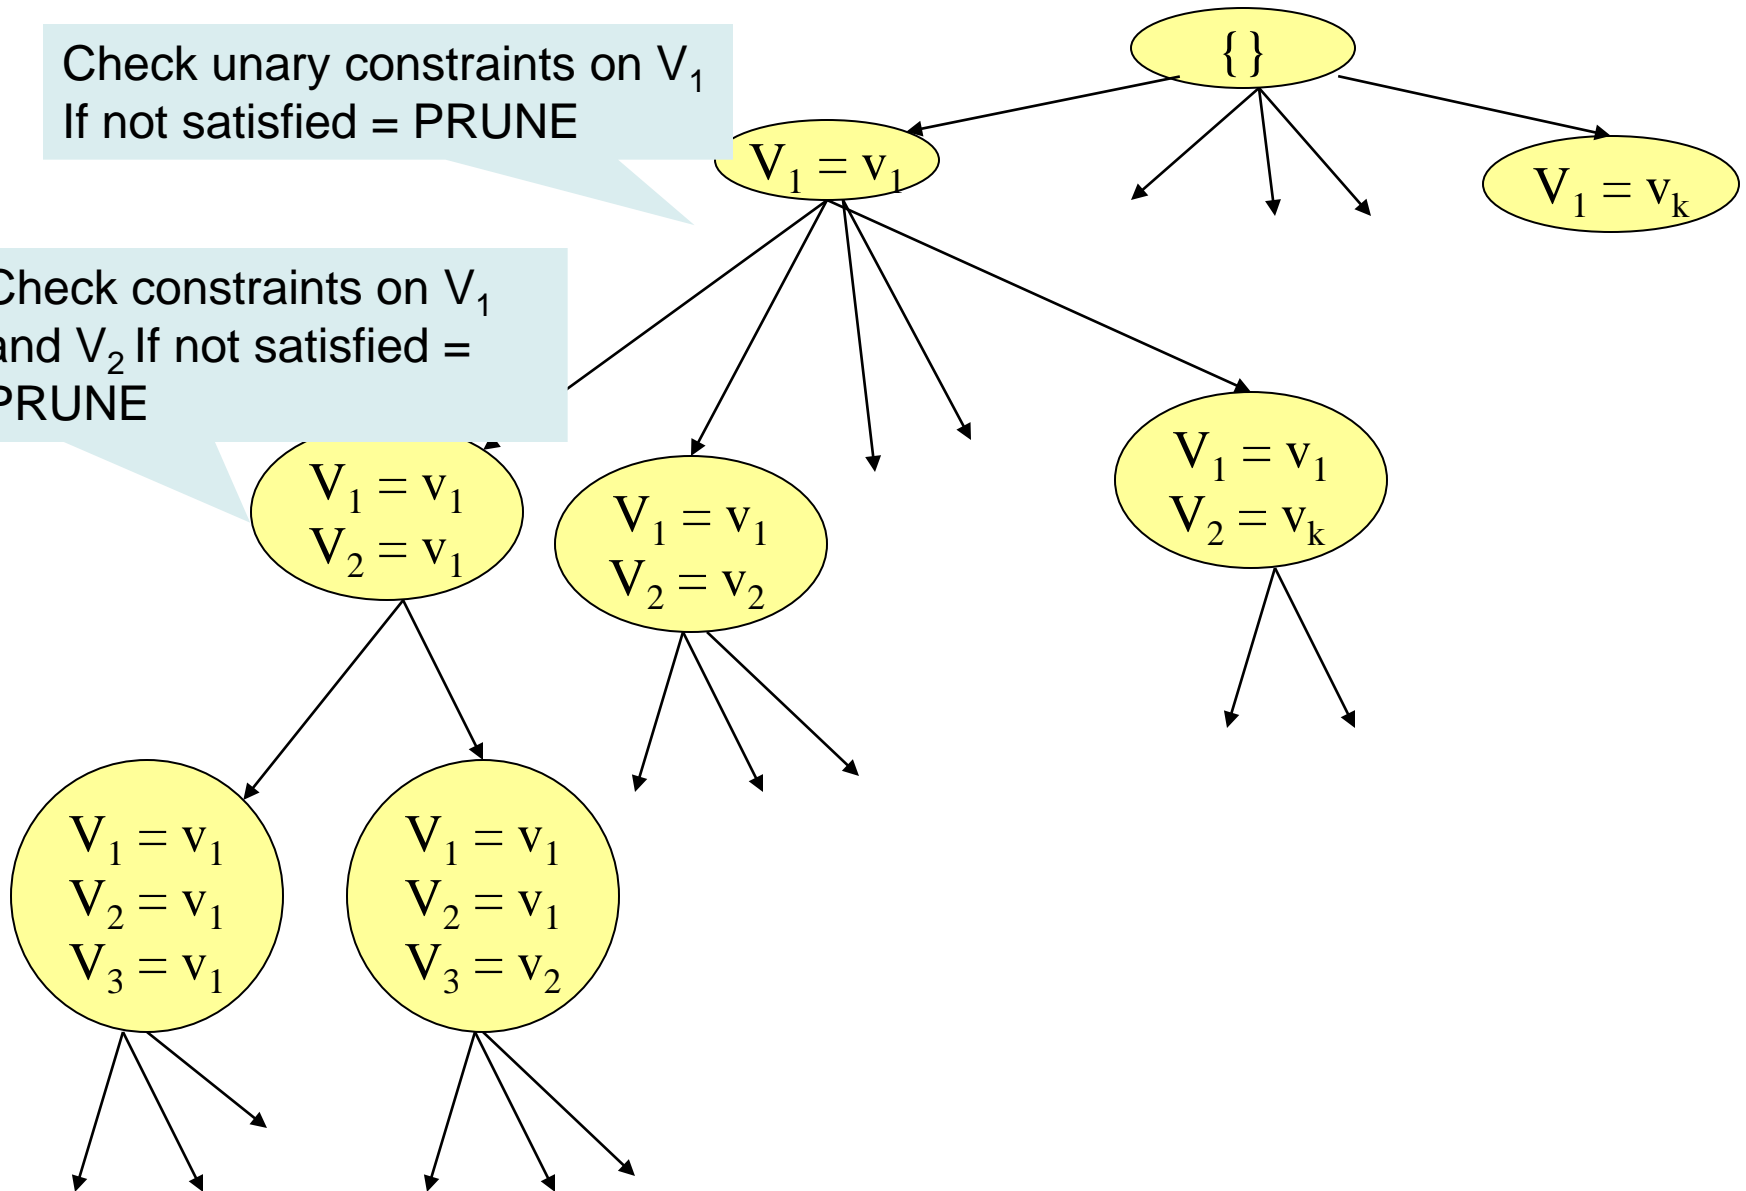 { }
Check unary constraints on V₁
If not satisfied = PRUNE
V₁ = v₁
V₁ = vₖ
Check constraints on V₁
and V₂ If not satisfied =
PRUNE
V₁ = v₁
V₂ = v₁
V₁ = v₁
V₂ = v₂
V₁ = v₁
V₂ = vₖ
V₁ = v₁
V₂ = v₁
V₃ = v₁
V₁ = v₁
V₂ = v₁
V₃ = v₂